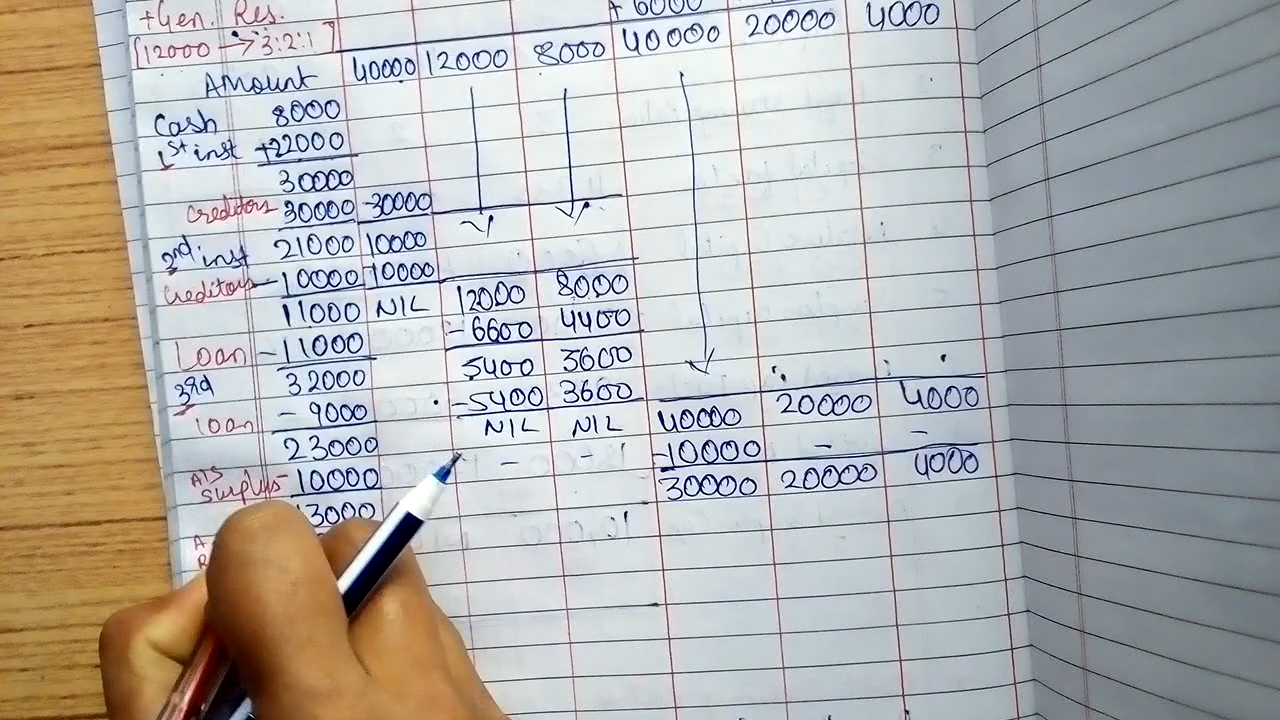 +Gen. Res. + 6000
[12000 → 3:2:1] 40000 12000 8000 40000 20000 4000
Amount
Cash 8000
1st inst +22000
30000
Creditors 30000 -30000
2nd inst 21000 10000
Creditors - 10000 10000
11000 NIL 12000 8000
- 6600 4400
Loan - 11000 5400 3600
3rd 32000 - 5400 3600
loan - 9000 NIL NIL 40000 20000 4000
23000 - - -10000 - -
A's surplus - 10000 30000 20000 4000
13000
A